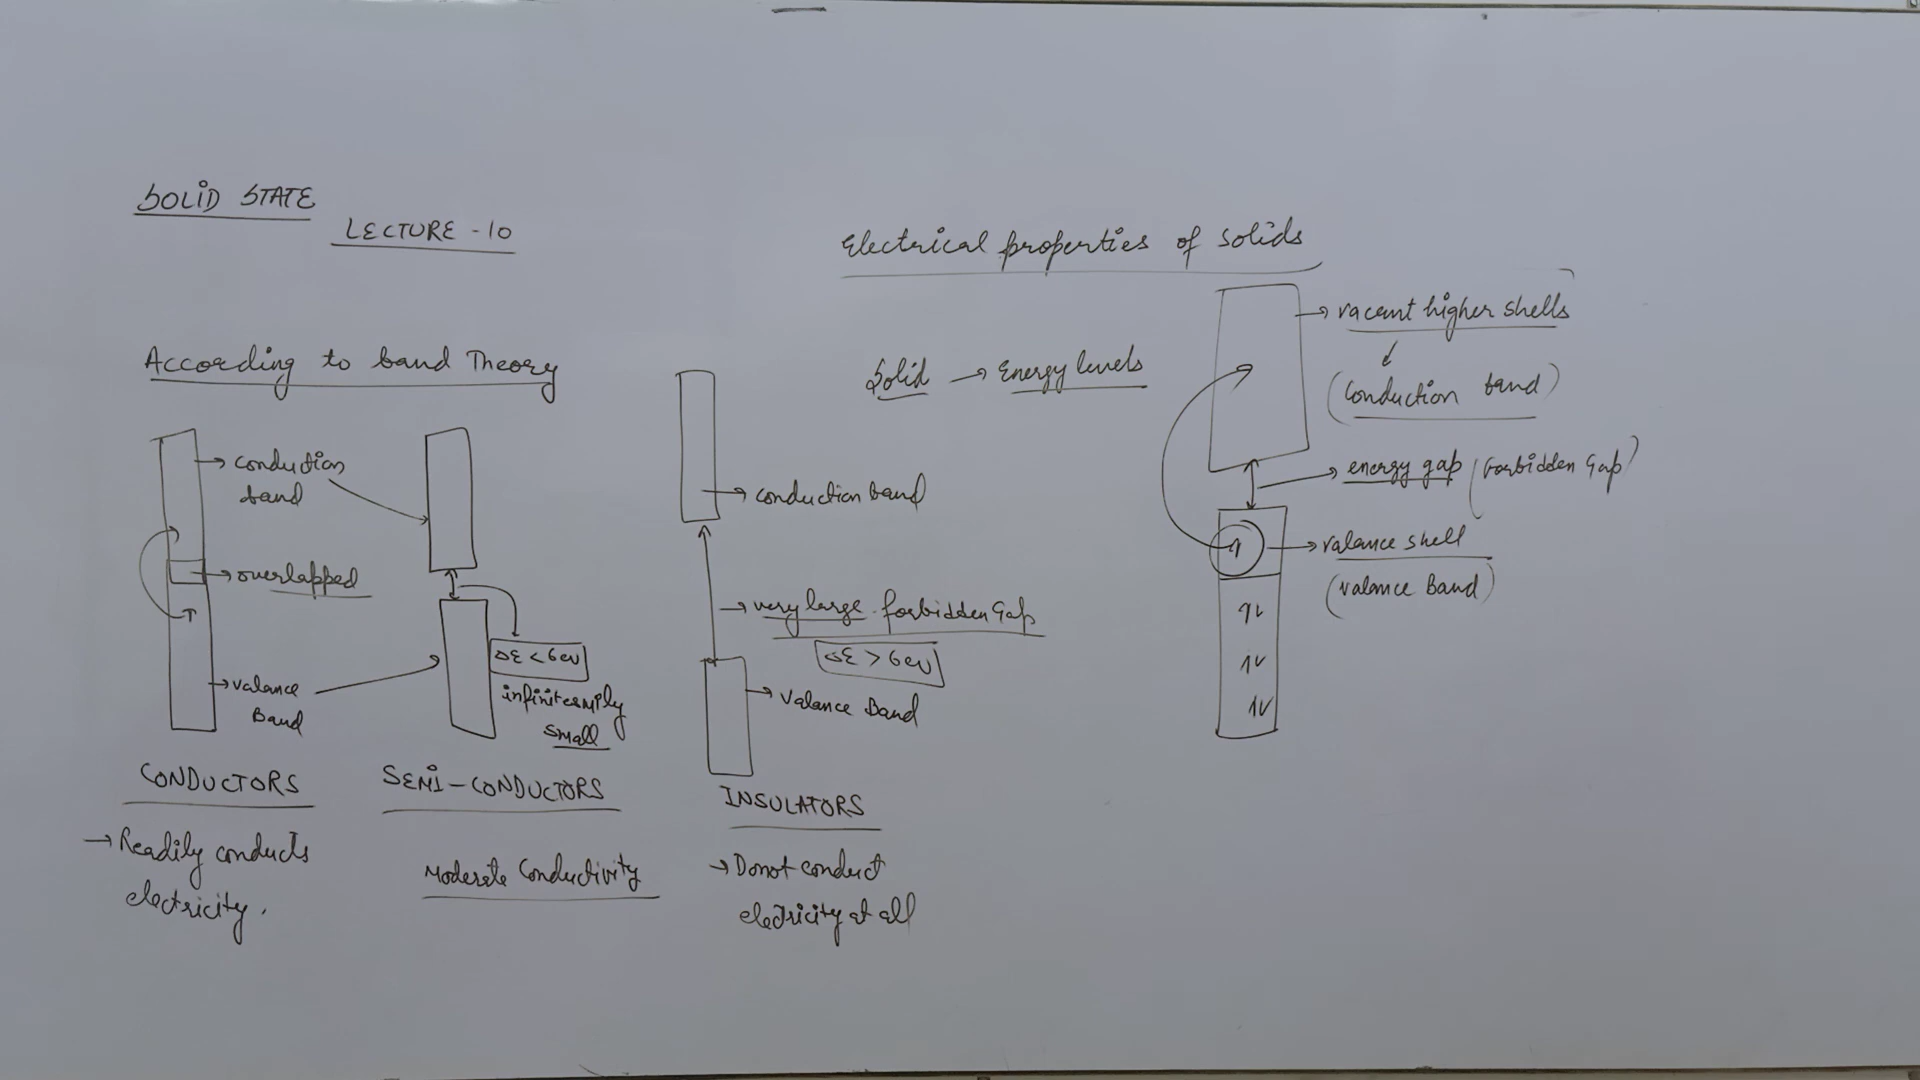 SOLiD STATE
LECTURE - 10
According to band Theory
conduction
band
overlapped
valance
Band
CONDUCTORS
→ Readily conducts
electricity.
ΔE < 6eV
small
SEMi-CONDUCTORS
Moderate Conductivity
conduction band
very large forbidden Gap
ΔE > 6eV
Valance Band
INSULATORS
→ Donot conduct
electricity at all
Electrical properties of solids
Solid → Energy levels
vacant higher shells
(Conduction band)
energy gap (Forbidden Gap)
valance shell
(Valance Band)